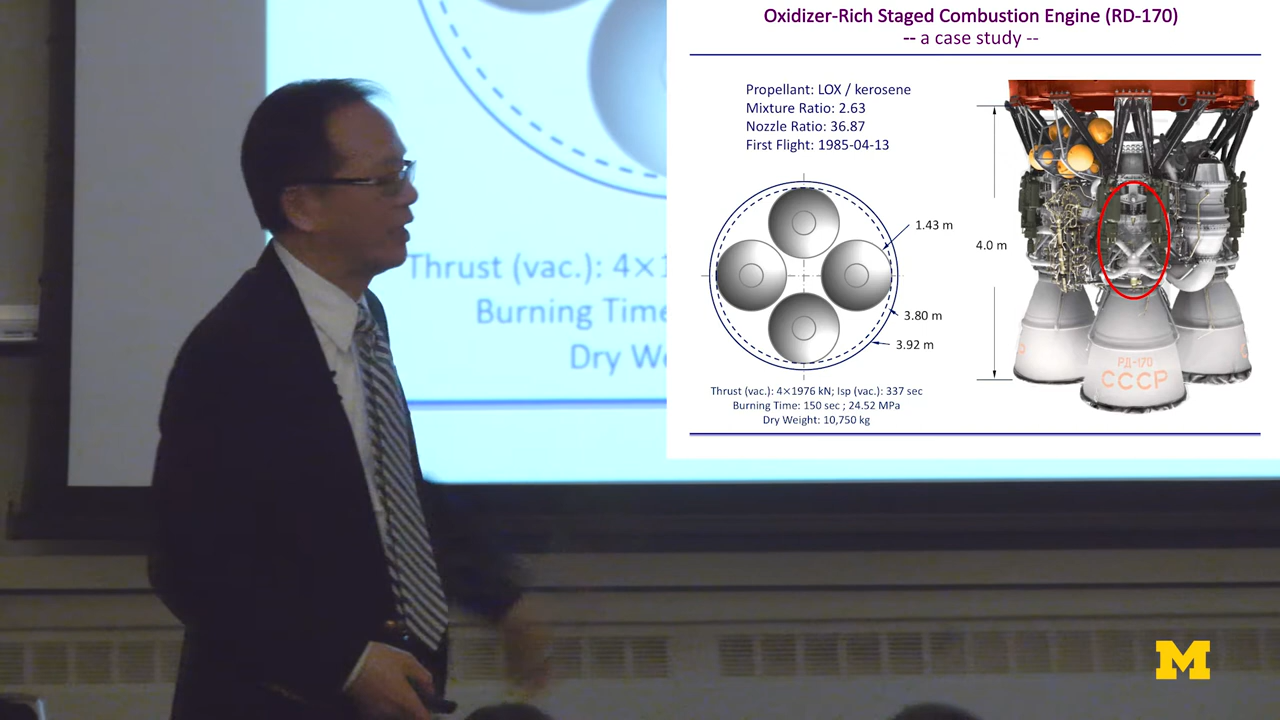 Oxidizer-Rich Staged Combustion Engine (RD-170)
-- a case study --
Propellant: LOX / kerosene
Mixture Ratio: 2.63
Nozzle Ratio: 36.87
First Flight: 1985-04-13
1.43 m
4.0 m
3.80 m
3.92 m
РД-170
СССР
Thrust (vac.): 4×1976 kN; Isp (vac.): 337 sec
Burning Time: 150 sec ; 24.52 MPa
Dry Weight: 10,750 kg
Thrust (vac.): 4×1
Burning Time
Dry We
M